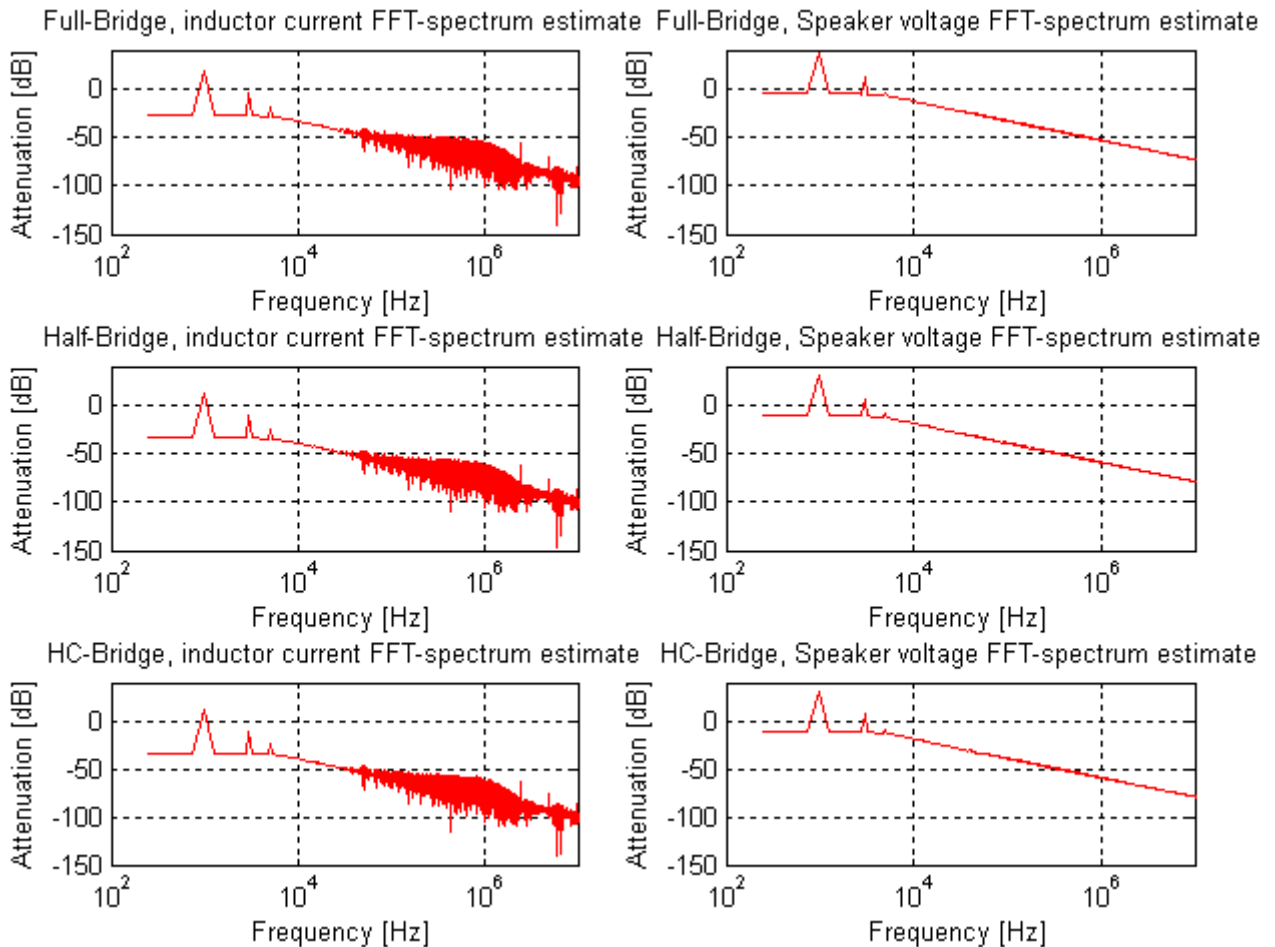 Full-Bridge, inductor current FFT-spectrum estimate
Attenuation [dB]
0
-50
-100
-150
10^2
10^4
10^6
Frequency [Hz]
Full-Bridge, Speaker voltage FFT-spectrum estimate
Attenuation [dB]
0
-50
-100
-150
10^2
10^4
10^6
Frequency [Hz]
Half-Bridge, inductor current FFT-spectrum estimate
Attenuation [dB]
0
-50
-100
-150
10^2
10^4
10^6
Frequency [Hz]
Half-Bridge, Speaker voltage FFT-spectrum estimate
Attenuation [dB]
0
-50
-100
-150
10^2
10^4
10^6
Frequency [Hz]
HC-Bridge, inductor current FFT-spectrum estimate
Attenuation [dB]
0
-50
-100
-150
10^2
10^4
10^6
Frequency [Hz]
HC-Bridge, Speaker voltage FFT-spectrum estimate
Attenuation [dB]
0
-50
-100
-150
10^2
10^4
10^6
Frequency [Hz]